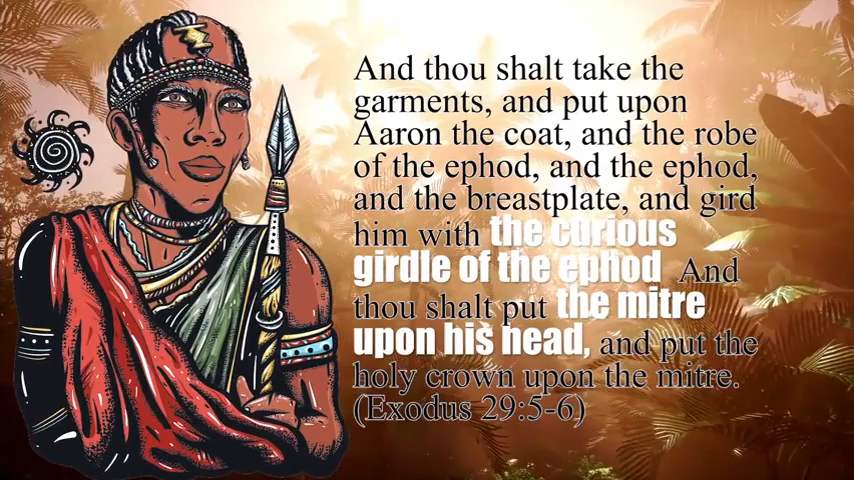 And thou shalt take the
garments, and put upon
Aaron the coat, and the robe
of the ephod, and the ephod,
and the breastplate, and gird
him with the curious
girdle of the ephod And
thou shalt put the mitre
upon his head, and put the
holy crown upon the mitre.
(Exodus 29:5-6)